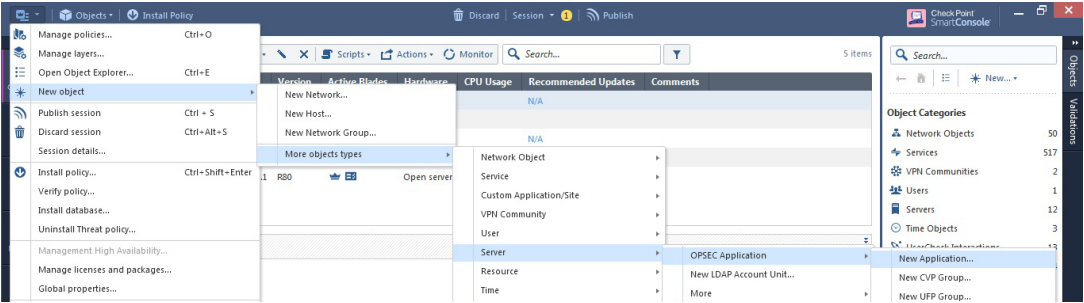 Objects
Install Policy
Discard
Session
1
Publish
Check Point
SmartConsole
Manage policies... Ctrl+O
Manage layers...
Open Object Explorer... Ctrl+E
New object
Publish session Ctrl + S
Discard session Ctrl+Alt+S
Session details...
Install policy... Ctrl+Shift+Enter
Verify policy...
Install database...
Uninstall Threat policy...
Management High Availability...
Manage licenses and packages...
Global properties...
Scripts
Actions
Monitor
Search...
5 items
Version Active Blades Hardware CPU Usage Recommended Updates Comments
N/A
N/A
.1 R80 Open server
New Network...
New Host...
New Network Group...
More objects types
Network Object
Service
Custom Application/Site
VPN Community
User
Server
Resource
Time
OPSEC Application
New LDAP Account Unit...
More
New Application...
New CVP Group...
New UFP Group...
Search...
New...
Object Categories
Network Objects 50
Services 517
VPN Communities 2
Users 1
Servers 12
Time Objects 3
UserCheck Interactions 13
Objects
Validations